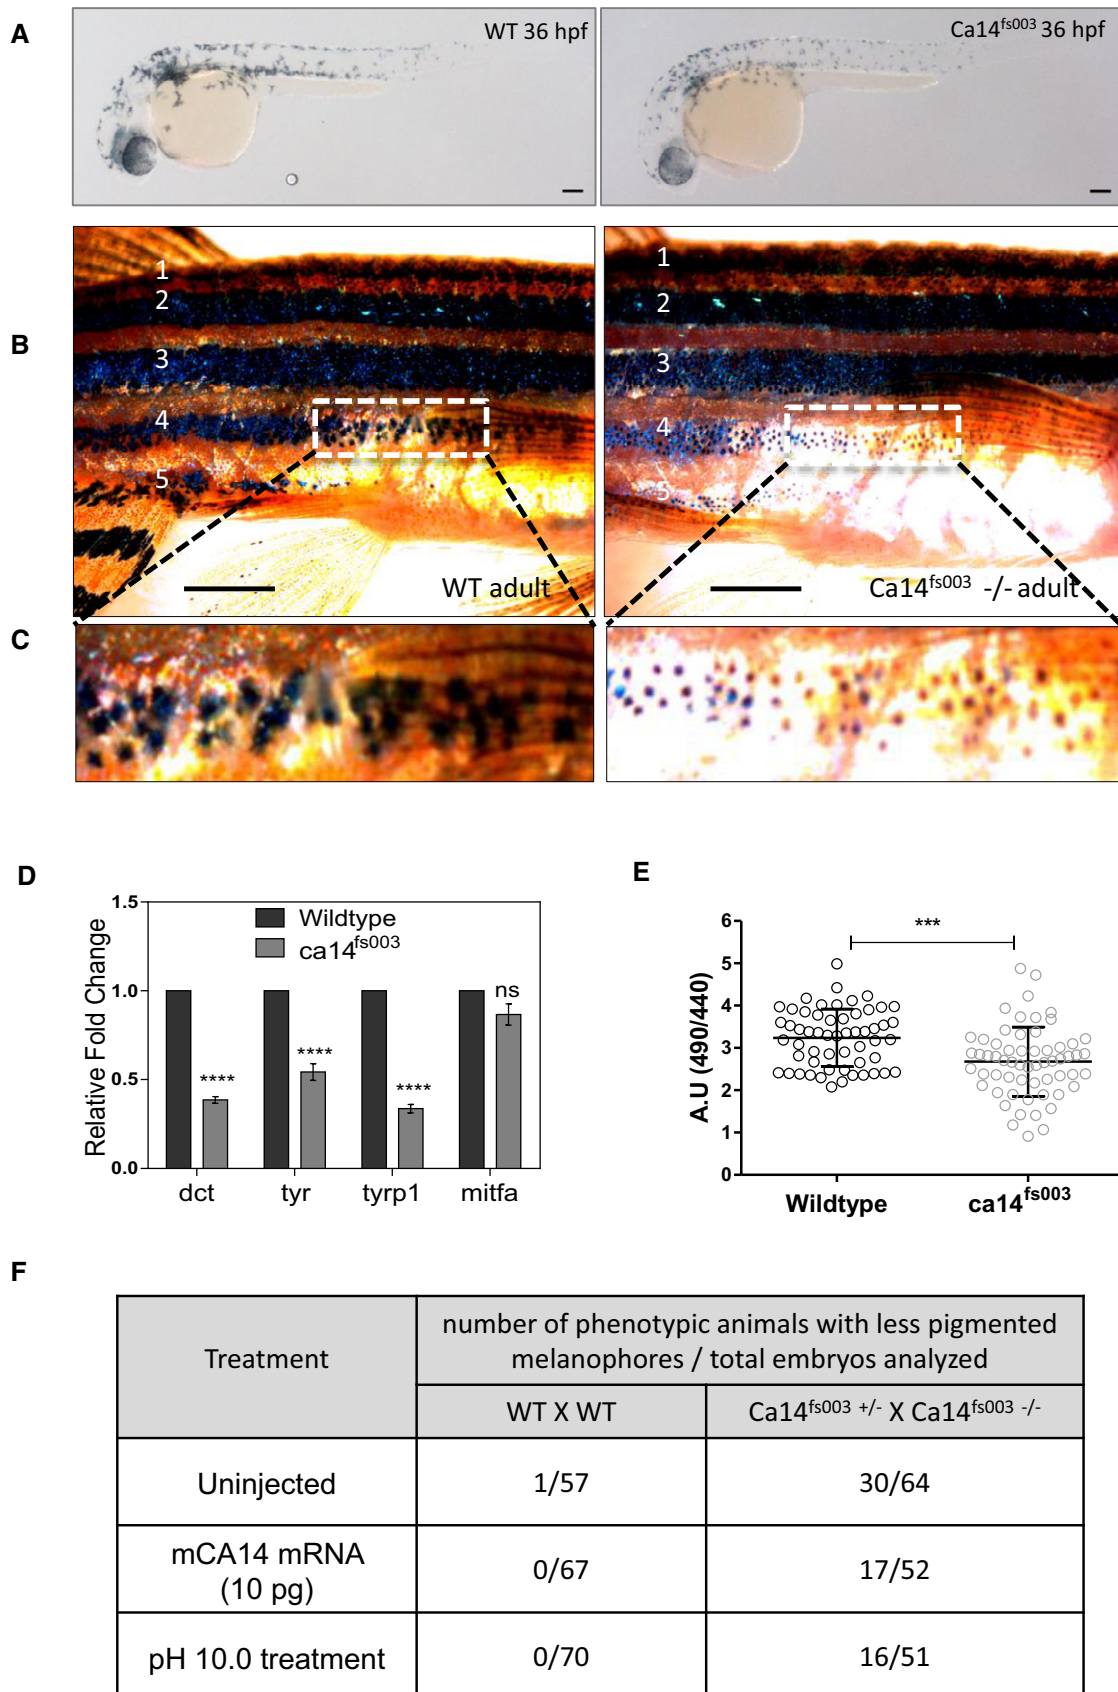 A
WT 36 hpf
Ca14fs003 36 hpf
B
1
2
3
4
5
WT adult
1
2
3
4
5
Ca14fs003 -/- adult
C
D
1.5
1.0
0.5
0.0
Relative Fold Change
Wildtype
ca14fs003
****
****
****
ns
dct
tyr
tyrp1
mitfa
E
6
5
4
3
2
1
0
A.U (490/440)
***
Wildtype
ca14fs003
F
Treatment
number of phenotypic animals with less pigmented
melanophores / total embryos analyzed
WT X WT
Ca14fs003 +/- X Ca14fs003 -/-
Uninjected
1/57
30/64
mCA14 mRNA
(10 pg)
0/67
17/52
pH 10.0 treatment
0/70
16/51